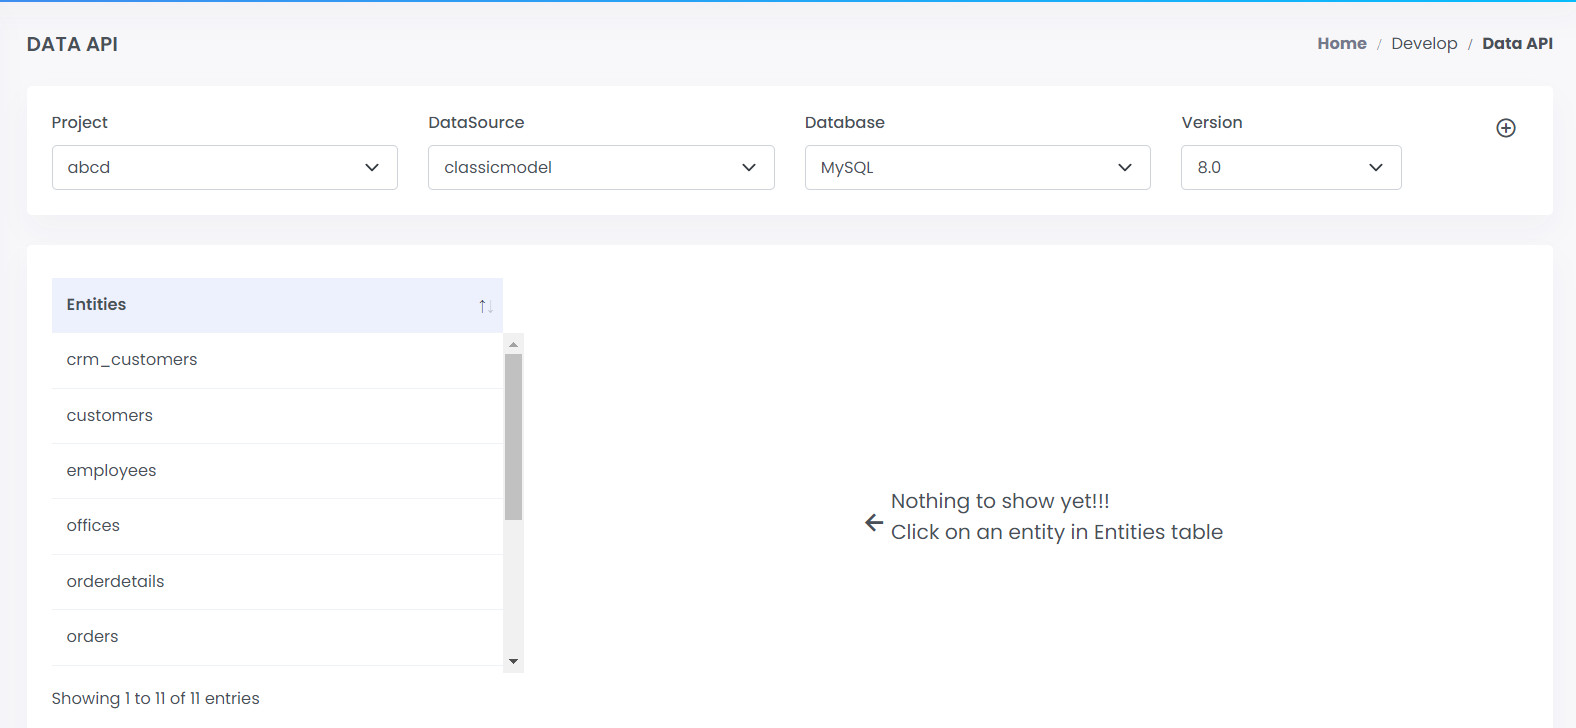 DATA API
Home / Develop / Data API
Project
DataSource
Database
Version
abcd
classicmodel
MySQL
8.0
Entities
crm_customers
customers
employees
offices
orderdetails
orders
Nothing to show yet!!!
Click on an entity in Entities table
Showing 1 to 11 of 11 entries